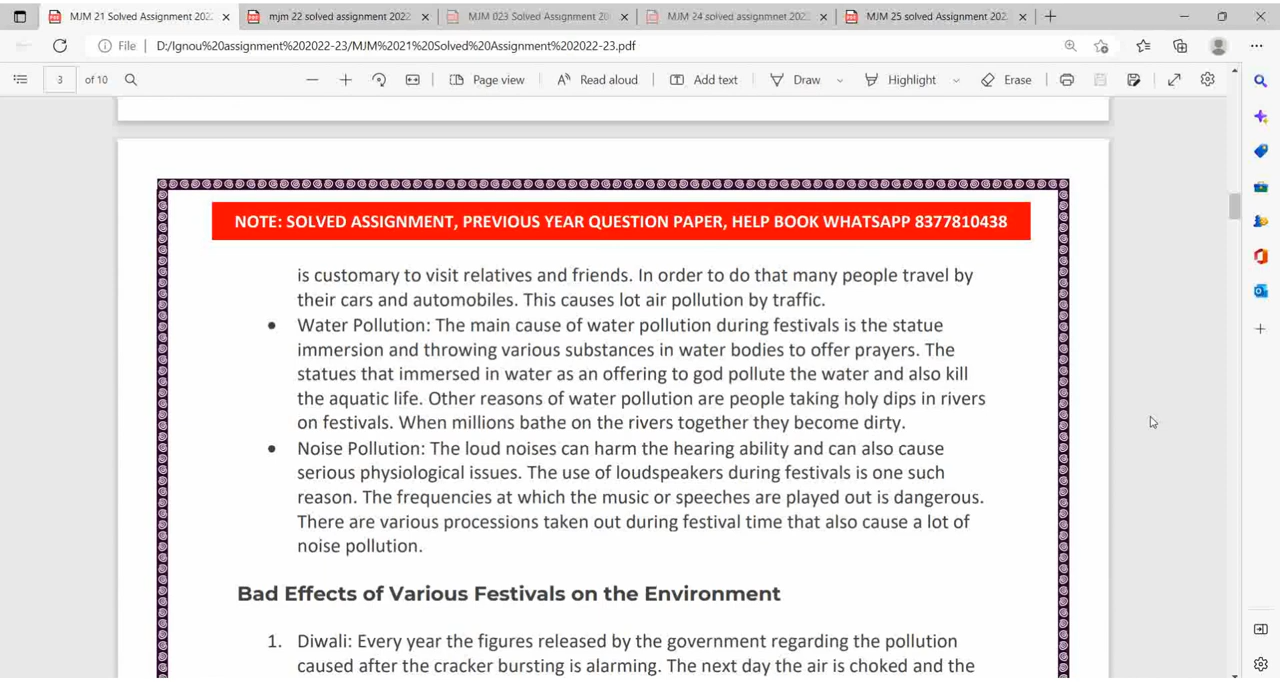 MJM 21 Solved Assignment 202
mjm 22 solved assignment 2022
MJM 023 Solved Assignment 20
MJM 24 solved assignmnet 202
MJM 25 solved Assignment 202
File D:/Ignou%20assignment%202022-23/MJM%2021%20Solved%20Assignment%202022-23.pdf
3 of 10 Page view Read aloud Add text Draw Highlight Erase
NOTE: SOLVED ASSIGNMENT, PREVIOUS YEAR QUESTION PAPER, HELP BOOK WHATSAPP 8377810438
is customary to visit relatives and friends. In order to do that many people travel by
their cars and automobiles. This causes lot air pollution by traffic.
• Water Pollution: The main cause of water pollution during festivals is the statue
immersion and throwing various substances in water bodies to offer prayers. The
statues that immersed in water as an offering to god pollute the water and also kill
the aquatic life. Other reasons of water pollution are people taking holy dips in rivers
on festivals. When millions bathe on the rivers together they become dirty.
• Noise Pollution: The loud noises can harm the hearing ability and can also cause
serious physiological issues. The use of loudspeakers during festivals is one such
reason. The frequencies at which the music or speeches are played out is dangerous.
There are various processions taken out during festival time that also cause a lot of
noise pollution.
Bad Effects of Various Festivals on the Environment
1. Diwali: Every year the figures released by the government regarding the pollution
caused after the cracker bursting is alarming. The next day the air is choked and the